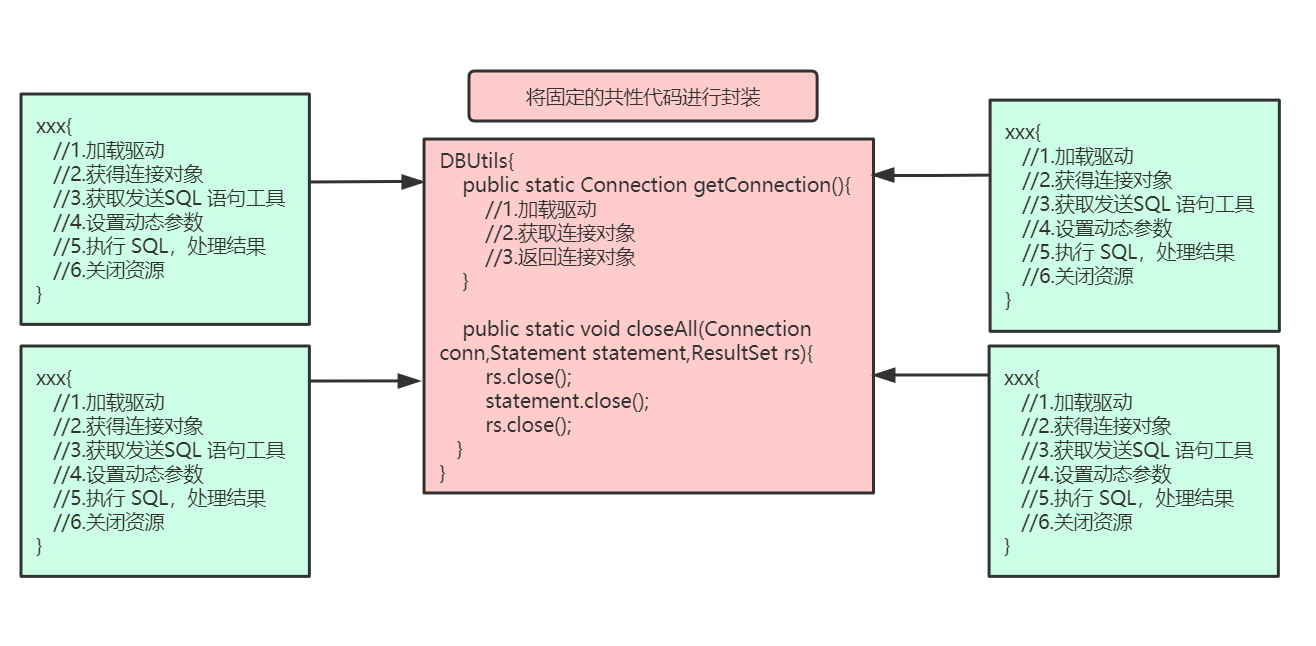 将固定的共性代码进行封装
xxx{
//1.加载驱动
//2.获得连接对象
//3.获取发送SQL 语句工具
//4.设置动态参数
//5.执行 SQL，处理结果
//6.关闭资源
}
xxx{
//1.加载驱动
//2.获得连接对象
//3.获取发送SQL 语句工具
//4.设置动态参数
//5.执行 SQL，处理结果
//6.关闭资源
}
DBUtils{
public static Connection getConnection(){
//1.加载驱动
//2.获取连接对象
//3.返回连接对象
}
public static void closeAll(Connection
conn,Statement statement,ResultSet rs){
rs.close();
statement.close();
rs.close();
}
}
xxx{
//1.加载驱动
//2.获得连接对象
//3.获取发送SQL 语句工具
//4.设置动态参数
//5.执行 SQL，处理结果
//6.关闭资源
}
xxx{
//1.加载驱动
//2.获得连接对象
//3.获取发送SQL 语句工具
//4.设置动态参数
//5.执行 SQL，处理结果
//6.关闭资源
}